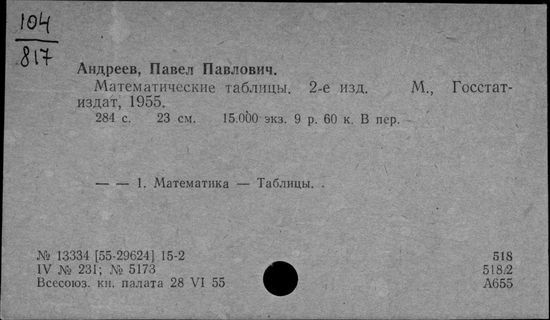 104
817
Андреев, Павел Павлович.
Математические таблицы. 2-е изд. М., Госстат-
издат, 1955.
284 с. 23 см. 15.000 экз. 9 р. 60 к. В пер.
— — 1. Математика — Таблицы.
№ 13334 [55-29624] 15-2 518
IV № 231; № 5173 518.2
Всесоюз. кн. палата 28 VI 55 А655